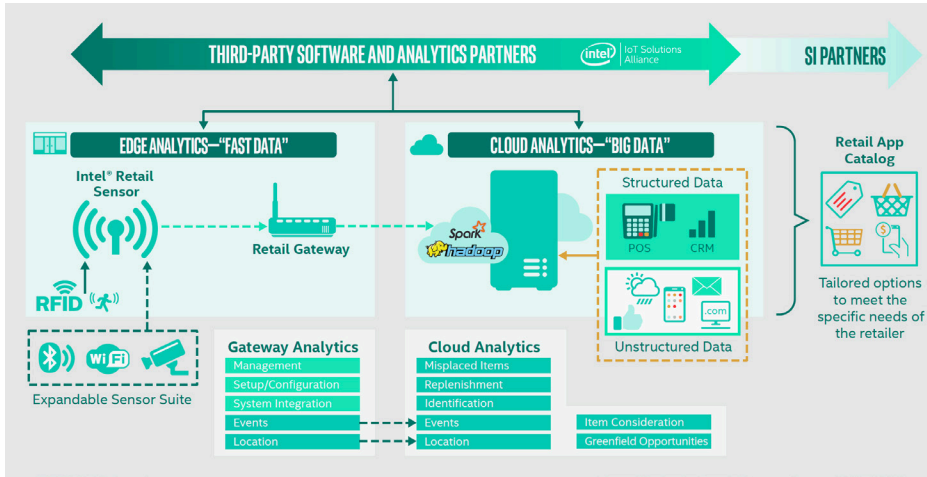 THIRD-PARTY SOFTWARE AND ANALYTICS PARTNERS
intel
IoT Solutions
Alliance
SI PARTNERS
EDGE ANALYTICS—“FAST DATA”
CLOUD ANALYTICS—“BIG DATA”
Intel® Retail
Sensor
Retail Gateway
RFID
WiFi
Expandable Sensor Suite
Spark
hadoop
Structured Data
POS
CRM
.com
Unstructured Data
Retail App
Catalog
$
Tailored options
to meet the
specific needs of
the retailer
Gateway Analytics
Management
Setup/Configuration
System Integration
Events
Location
Cloud Analytics
Misplaced Items
Replenishment
Identification
Events
Location
Item Consideration
Greenfield Opportunities